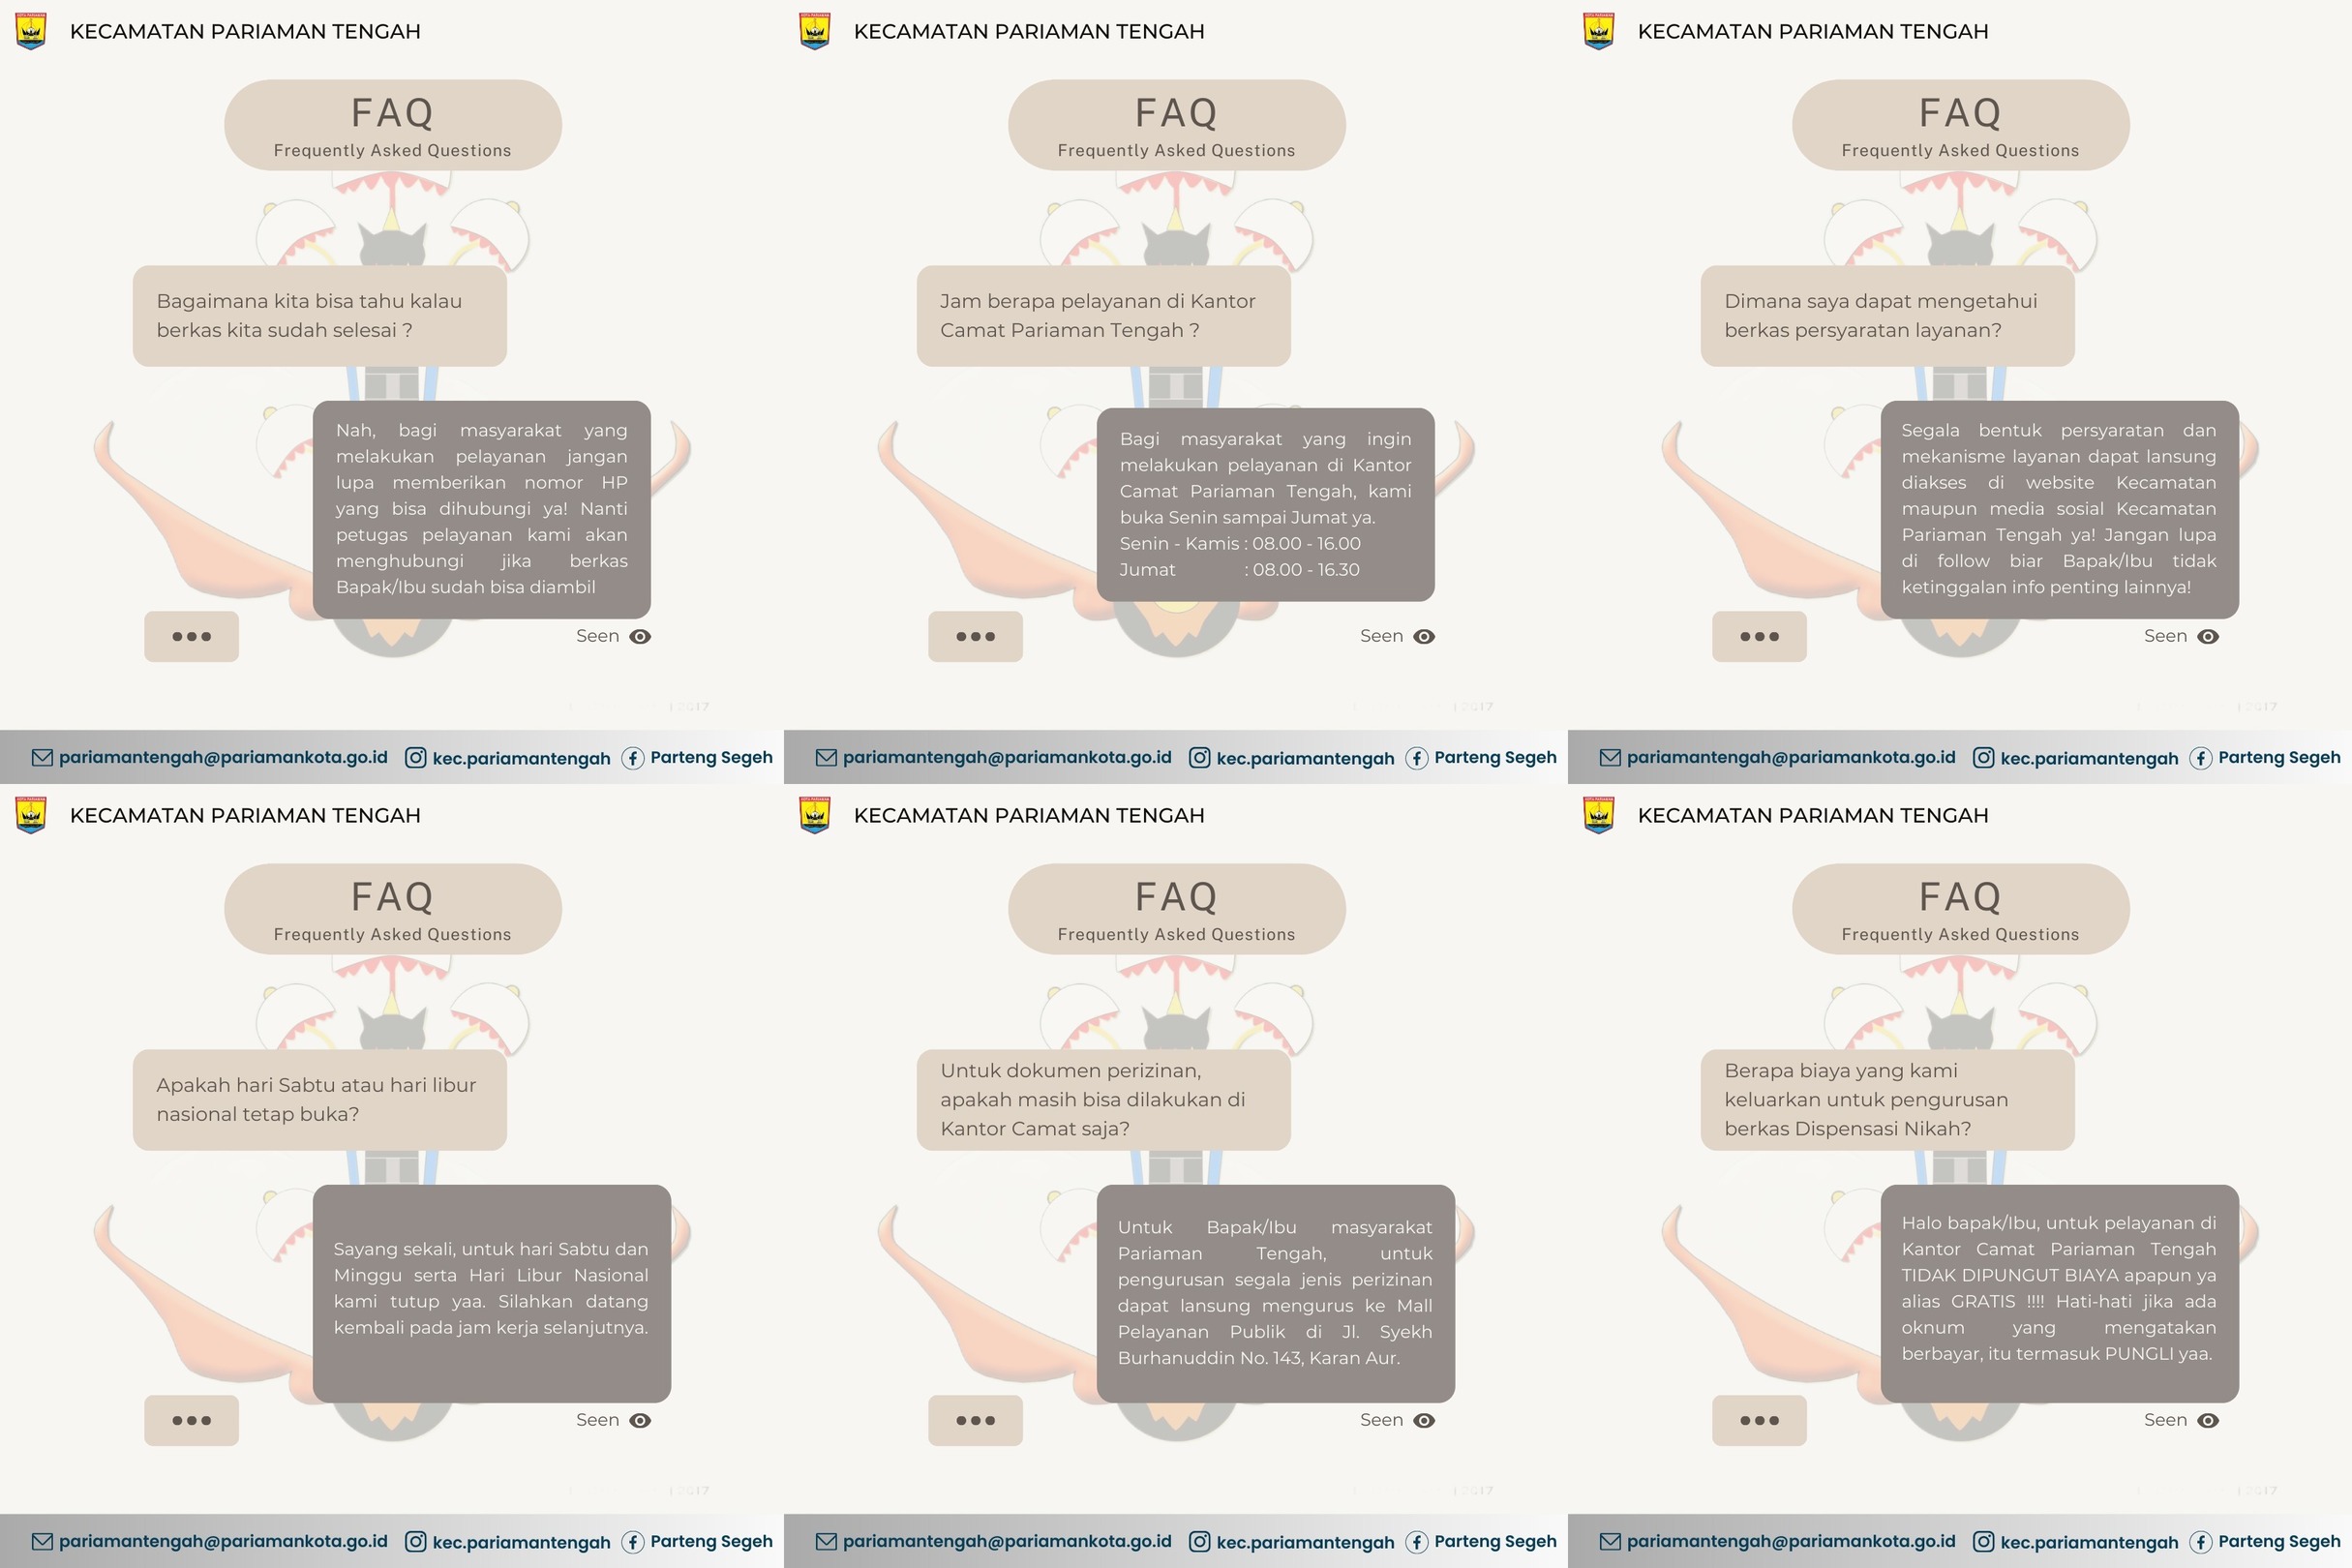 KECAMATAN PARIAMAN TENGAH
FAQ
Frequently Asked Questions
Bagaimana kita bisa tahu kalau
berkas kita sudah selesai ?
Nah, bagi masyarakat yang
melakukan pelayanan jangan
lupa memberikan nomor HP
yang bisa dihubungi ya! Nanti
petugas pelayanan kami akan
menghubungi jika berkas
Bapak/Ibu sudah bisa diambil
Seen
pariamantengah@pariamankota.go.id kec.pariamantengah Parteng Segeh
KECAMATAN PARIAMAN TENGAH
FAQ
Frequently Asked Questions
Jam berapa pelayanan di Kantor
Camat Pariaman Tengah ?
Bagi masyarakat yang ingin
melakukan pelayanan di Kantor
Camat Pariaman Tengah, kami
buka Senin sampai Jumat ya.
Senin - Kamis : 08.00 - 16.00
Jumat : 08.00 - 16.30
Seen
pariamantengah@pariamankota.go.id kec.pariamantengah Parteng Segeh
KECAMATAN PARIAMAN TENGAH
FAQ
Frequently Asked Questions
Dimana saya dapat mengetahui
berkas persyaratan layanan?
Segala bentuk persyaratan dan
mekanisme layanan dapat lansung
diakses di website Kecamatan
maupun media sosial Kecamatan
Pariaman Tengah ya! Jangan lupa
di follow biar Bapak/Ibu tidak
ketinggalan info penting lainnya!
Seen
pariamantengah@pariamankota.go.id kec.pariamantengah Parteng Segeh
KECAMATAN PARIAMAN TENGAH
FAQ
Frequently Asked Questions
Apakah hari Sabtu atau hari libur
nasional tetap buka?
Sayang sekali, untuk hari Sabtu dan
Minggu serta Hari Libur Nasional
kami tutup yaa. Silahkan datang
kembali pada jam kerja selanjutnya.
Seen
pariamantengah@pariamankota.go.id kec.pariamantengah Parteng Segeh
KECAMATAN PARIAMAN TENGAH
FAQ
Frequently Asked Questions
Untuk dokumen perizinan,
apakah masih bisa dilakukan di
Kantor Camat saja?
Untuk Bapak/Ibu masyarakat
Pariaman Tengah, untuk
pengurusan segala jenis perizinan
dapat lansung mengurus ke Mall
Pelayanan Publik di Jl. Syekh
Burhanuddin No. 143, Karan Aur.
Seen
pariamantengah@pariamankota.go.id kec.pariamantengah Parteng Segeh
KECAMATAN PARIAMAN TENGAH
FAQ
Frequently Asked Questions
Berapa biaya yang kami
keluarkan untuk pengurusan
berkas Dispensasi Nikah?
Halo bapak/Ibu, untuk pelayanan di
Kantor Camat Pariaman Tengah
TIDAK DIPUNGUT BIAYA apapun ya
alias GRATIS !!!! Hati-hati jika ada
oknum yang mengatakan
berbayar, itu termasuk PUNGLI yaa.
Seen
pariamantengah@pariamankota.go.id kec.pariamantengah Parteng Segeh